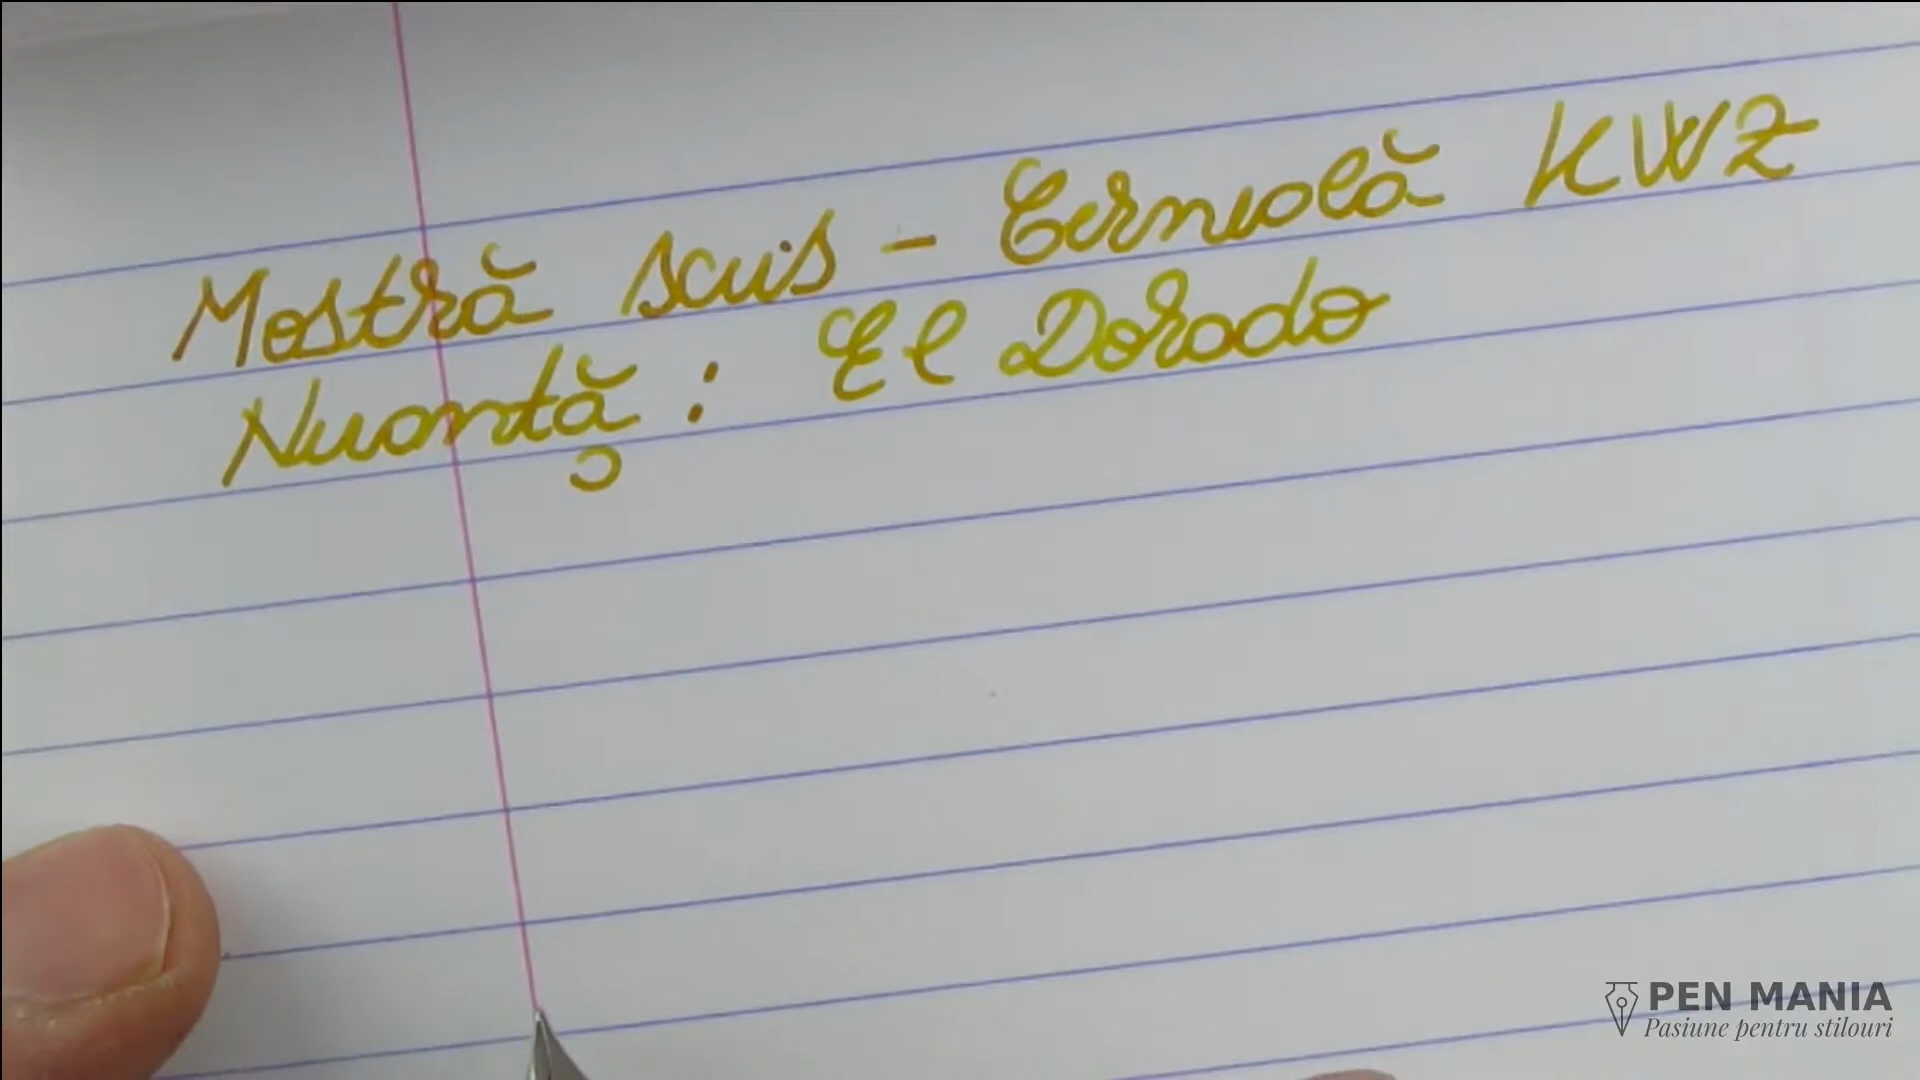 Mostră scris - Cerneală KWZ
Nuanță: El Dorado
PEN MANIA
Pasiune pentru stilouri